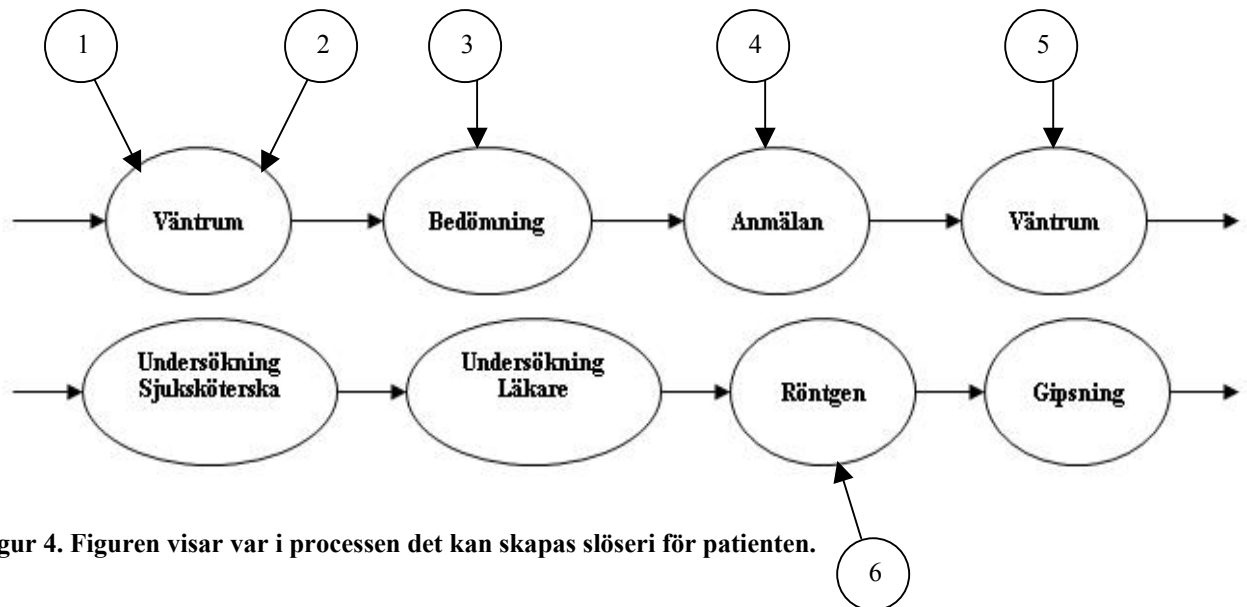 1 2 3 4 5
Väntrum Bedömning Anmälan Väntrum
Undersökning
Sjuksköterska
Undersökning
Läkare
Röntgen Gipsning
gur 4. Figuren visar var i processen det kan skapas slöseri för patienten.
6